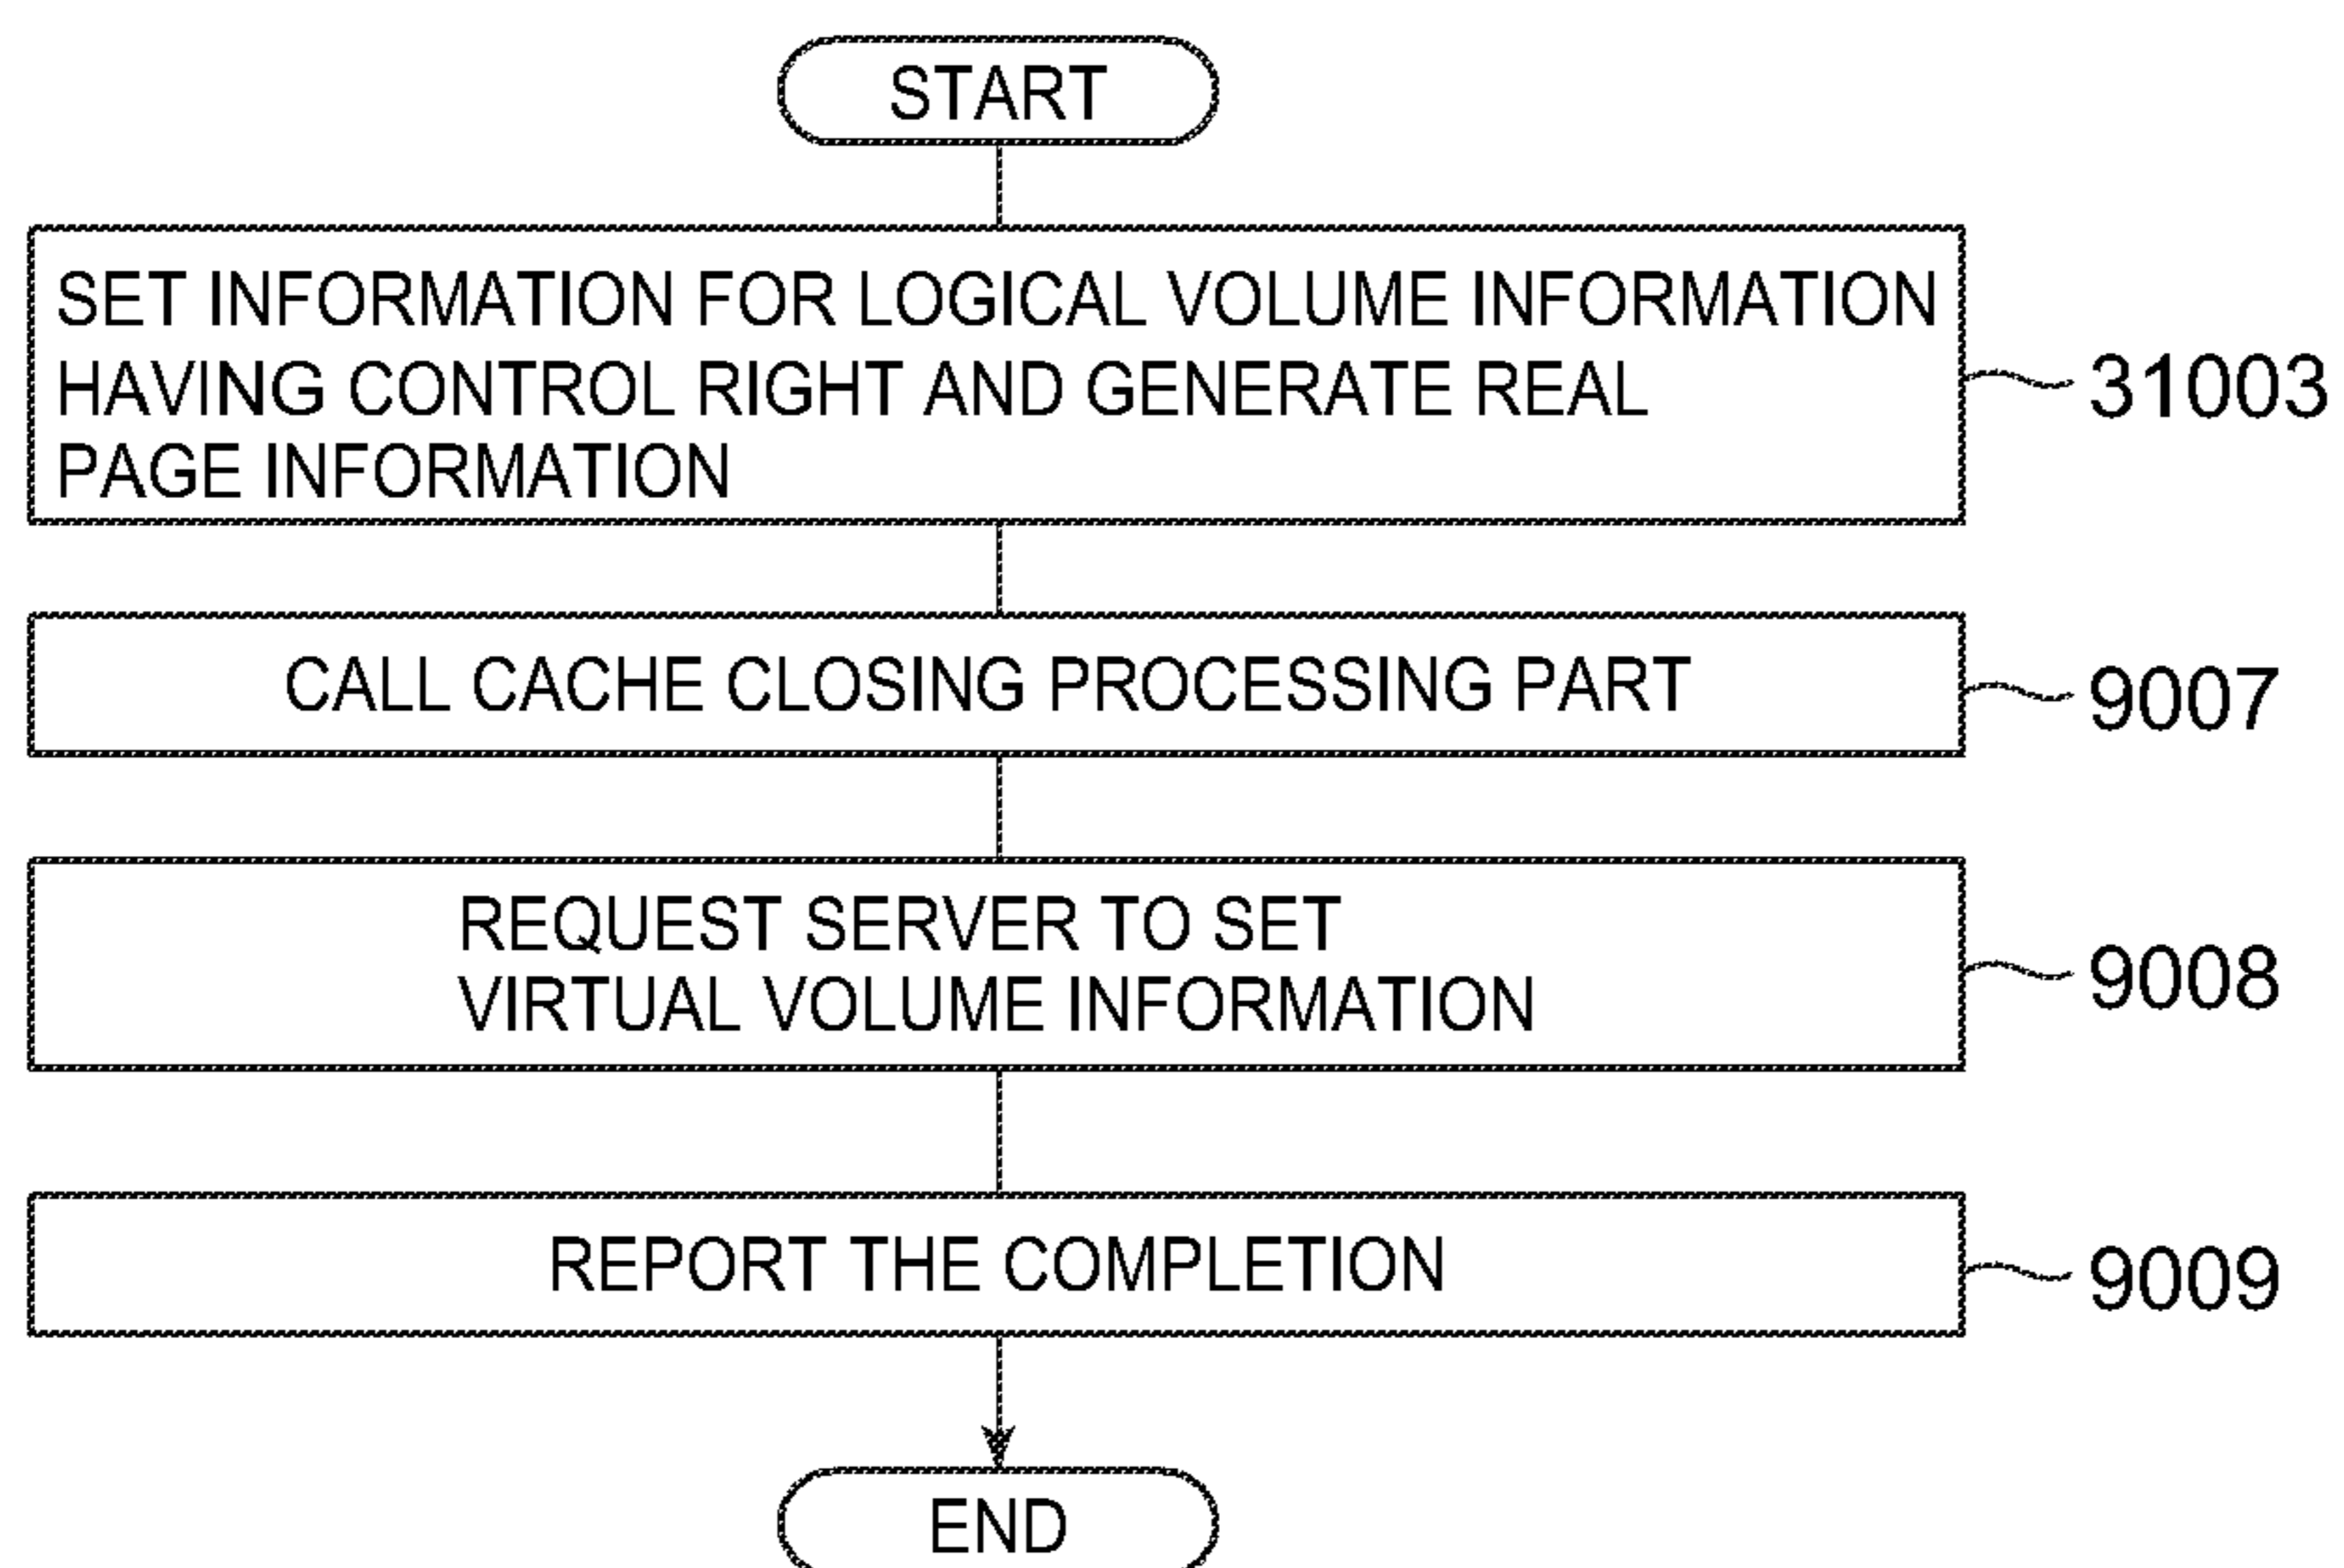 START
SET INFORMATION FOR LOGICAL VOLUME INFORMATION
HAVING CONTROL RIGHT AND GENERATE REAL
PAGE INFORMATION
31003
CALL CACHE CLOSING PROCESSING PART
9007
REQUEST SERVER TO SET
VIRTUAL VOLUME INFORMATION
9008
REPORT THE COMPLETION
9009
END